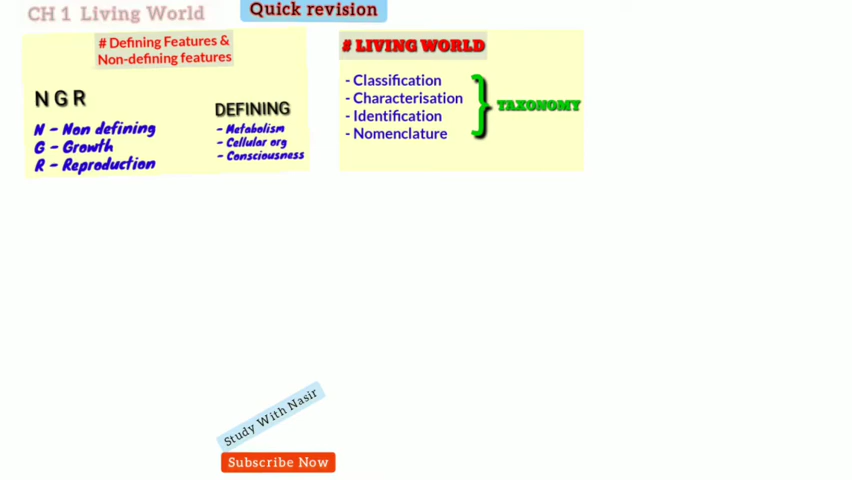 CH 1 Living World
Quick revision
# Defining Features &
Non-defining features
N G R
N - Non defining
G - Growth
R - Reproduction
DEFINING
- Metabolism
- Cellular org
- Consciousness
# LIVING WORLD
- Classification
- Characterisation
- Identification
- Nomenclature
} TAXONOMY
Study With Nasir
Subscribe Now